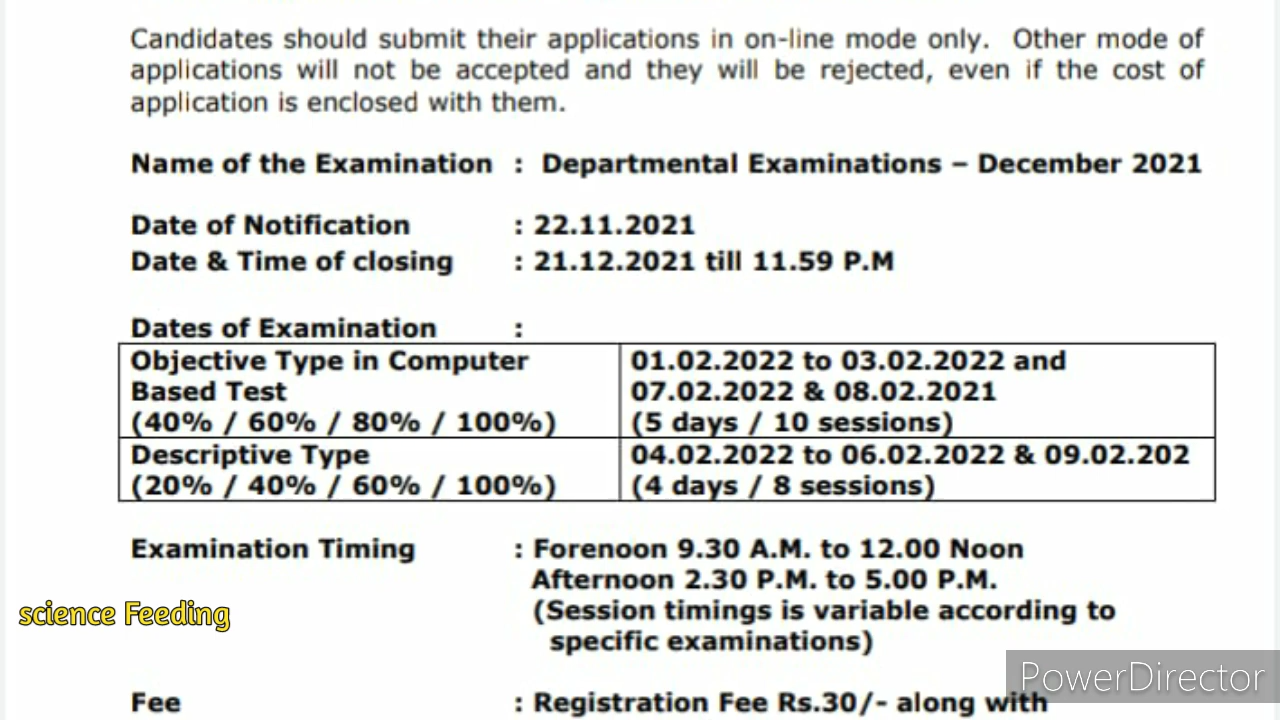 Candidates should submit their applications in on-line mode only. Other mode of
applications will not be accepted and they will be rejected, even if the cost of
application is enclosed with them.
Name of the Examination : Departmental Examinations – December 2021
Date of Notification : 22.11.2021
Date & Time of closing : 21.12.2021 till 11.59 P.M
Dates of Examination :
Objective Type in Computer
Based Test
(40% / 60% / 80% / 100%)
01.02.2022 to 03.02.2022 and
07.02.2022 & 08.02.2021
(5 days / 10 sessions)
Descriptive Type
(20% / 40% / 60% / 100%)
04.02.2022 to 06.02.2022 & 09.02.202
(4 days / 8 sessions)
Examination Timing : Forenoon 9.30 A.M. to 12.00 Noon
Afternoon 2.30 P.M. to 5.00 P.M.
(Session timings is variable according to
specific examinations)
science Feeding
Fee : Registration Fee Rs.30/- along with
PowerDirector